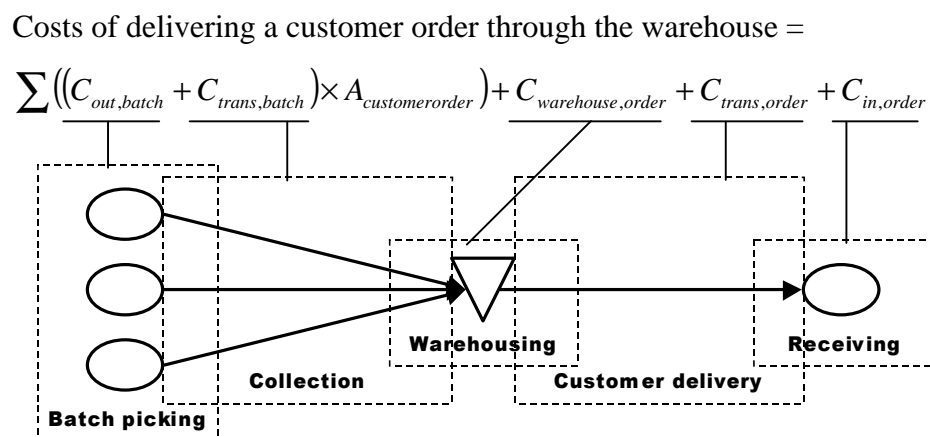 Costs of delivering a customer order through the warehouse =
∑((C_out,batch + C_trans,batch) × A_customerorder) + C_warehouse,order + C_trans,order + C_in,order
Warehousing
Receiving
Collection
Customer delivery
Batch picking